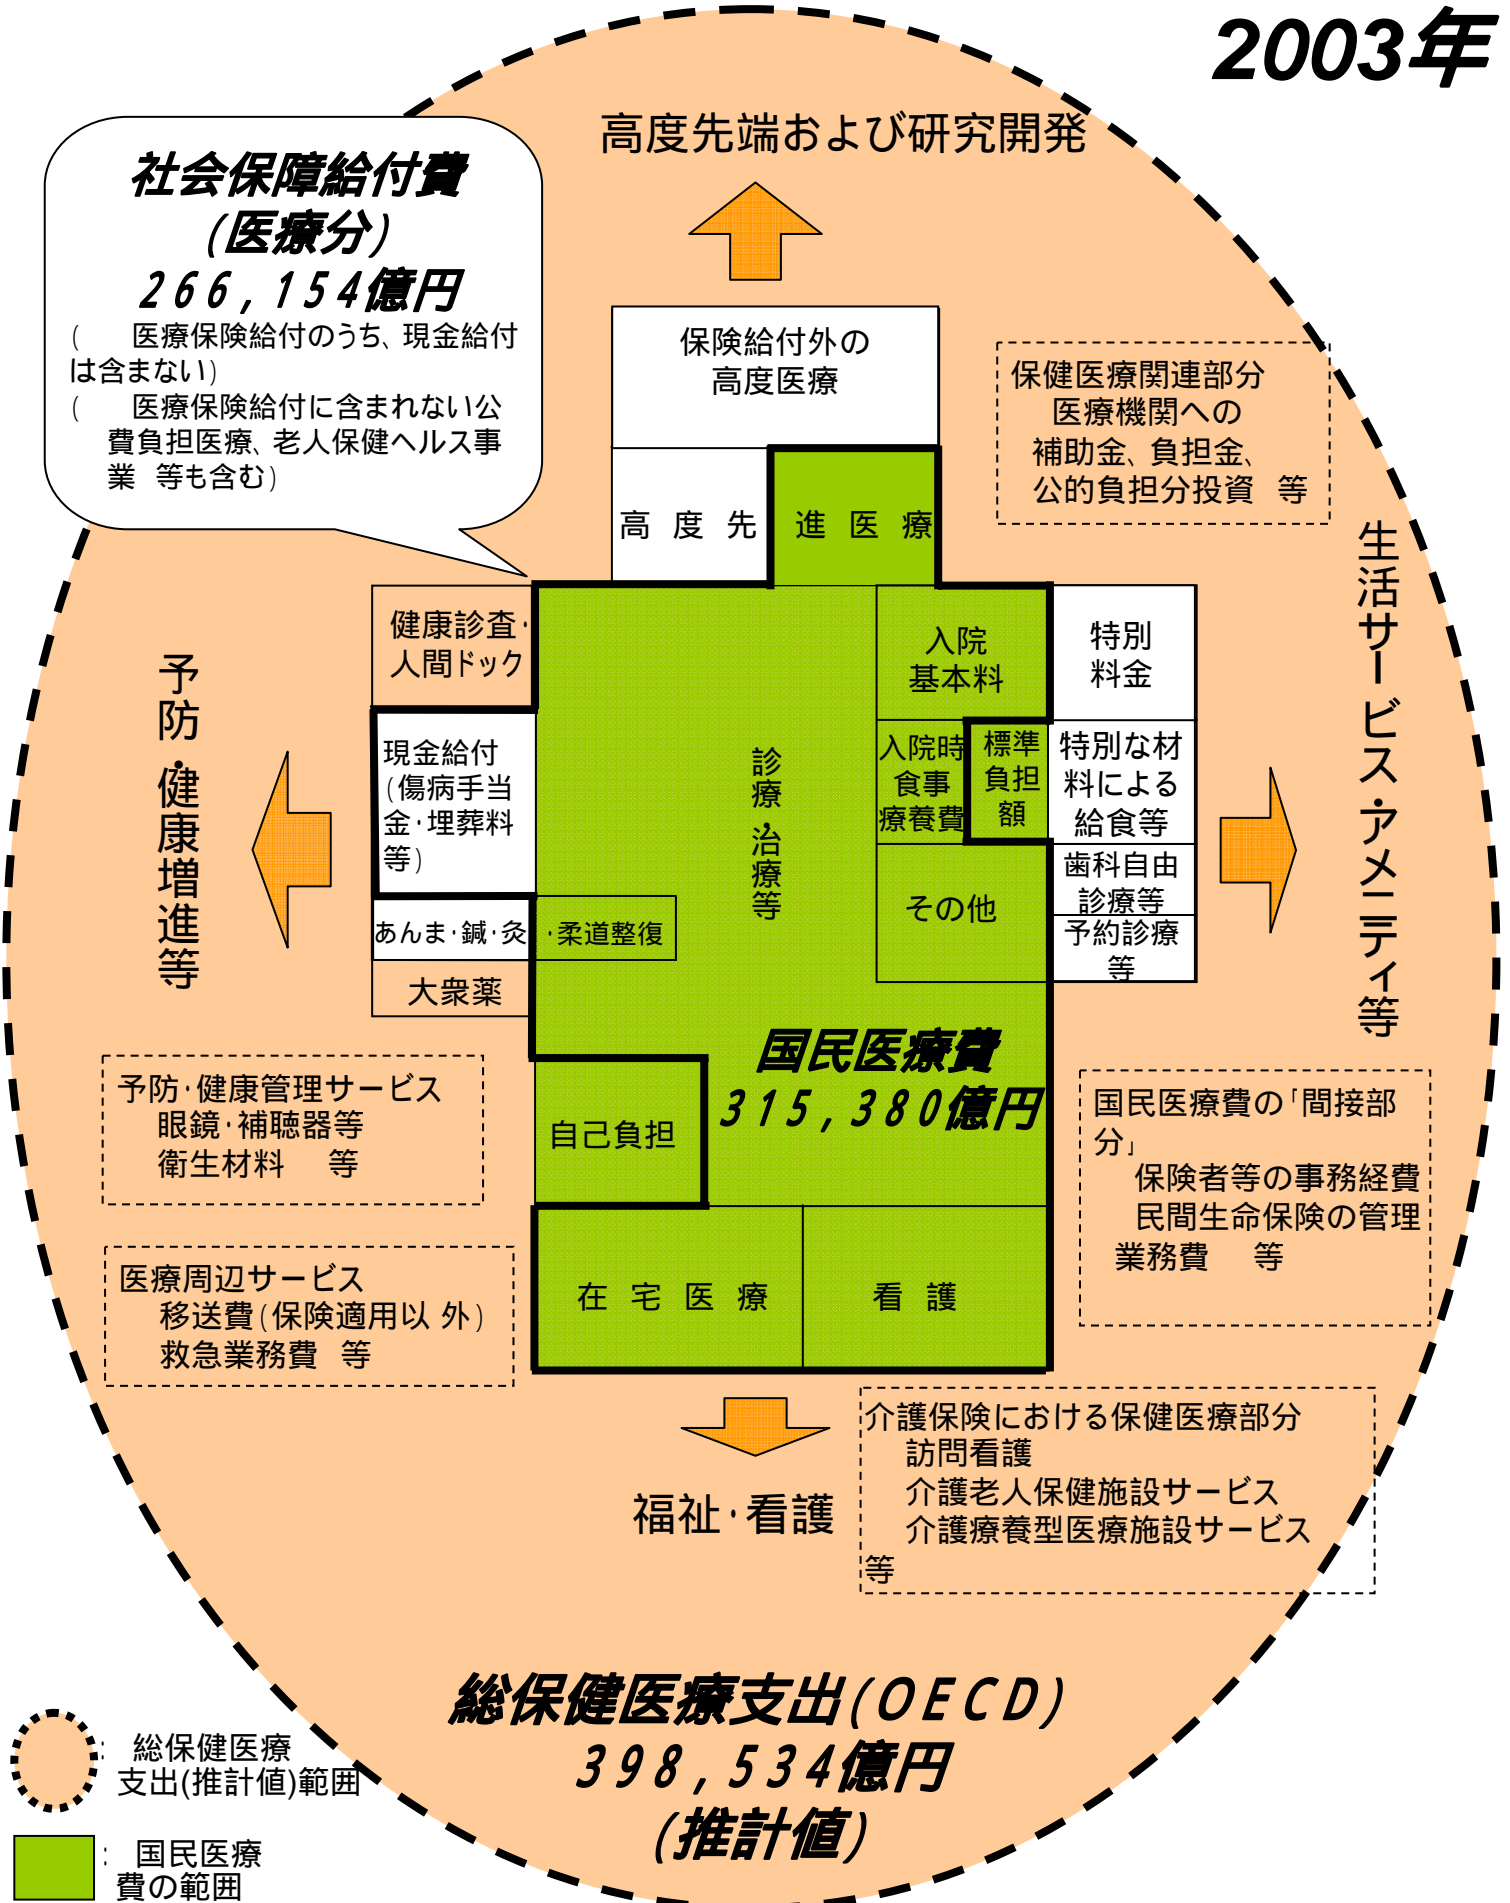 2003年
高度先端および研究開発
社会保障給付費
(医療分)
266,154億円
(　　医療保険給付のうち、現金給付
は含まない)
(　　医療保険給付に含まれない公
費負担医療、老人保健ヘルス事
業　等も含む)
保険給付外の
高度医療
保健医療関連部分
医療機関への
補助金、負担金、
公的負担分投資　等
高 度 先 進 医 療
生活サービス・アメニティ等
健康診査・
人間ドック
入院
基本料
特別
料金
予防・健康増進等
現金給付
(傷病手当
金・埋葬料
等)
診療・治療等
入院時
食事
療養費
標準
負担
額
特別な材
料による
給食等
その他
歯科自由
診療等
予約診療
等
あんま・鍼・灸 ・柔道整復
大衆薬
国民医療費
315,380億円
予防・健康管理サービス
眼鏡・補聴器等
衛生材料　等
自己負担
国民医療費の「間接部
分」
保険者等の事務経費
民間生命保険の管理
業務費　等
医療周辺サービス
移送費(保険適用以 外)
救急業務費　等
在 宅 医 療
看 護
介護保険における保健医療部分
訪問看護
介護老人保健施設サービス
介護療養型医療施設サービス
等
福祉・看護
総保健医療支出(OECD)
398,534億円
(推計値)
: 総保健医療
支出(推計値)範囲
: 国民医療
費の範囲